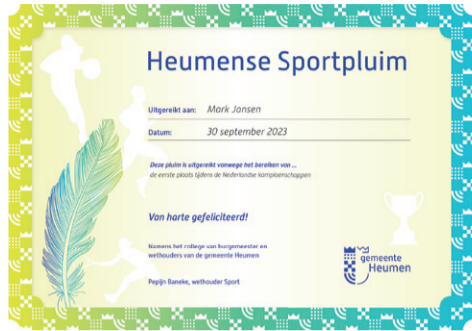 Heumense Sportpluim
Uitgereikt aan: Mark Jansen
Datum: 30 september 2023
Deze pluim is uitgereikt vanwege het bereiken van ...
de eerste plaats tijdens de Nederlandse kampioenschappen
Van harte gefeliciteerd!
Namens het college van burgemeester en
wethouders van de gemeente Heumen
Pepijn Baneke, wethouder Sport
gemeente
Heumen